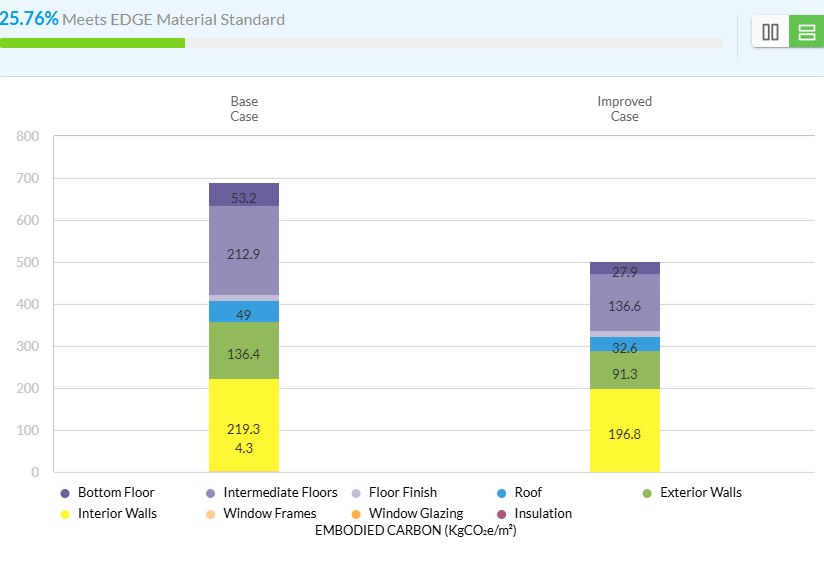 25.76% Meets EDGE Material Standard
Base
Case
Improved
Case
800
700
600
500
400
300
200
100
0
53.2
212.9
49
136.4
219.3
4.3
27.9
136.6
32.6
91.3
196.8
Bottom Floor
Intermediate Floors
Floor Finish
Roof
Exterior Walls
Interior Walls
Window Frames
Window Glazing
Insulation
EMBODIED CARBON (KgCO₂e/m²)